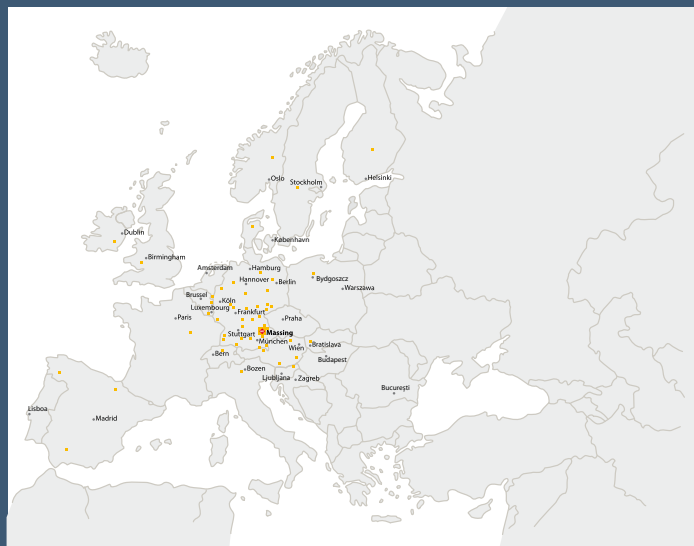 Oslo
Stockholm
Helsinki
Dublin
København
Birmingham
Amsterdam
Hamburg
Hannover
Berlin
Bydgoszcz
Warszawa
Brussel
Köln
Luxembourg
Frankfurt
Paris
Praha
Stuttgart
Massing
München
Wien
Bratislava
Bern
Budapest
Bozen
Ljubljana
Zagreb
București
Lisboa
Madrid